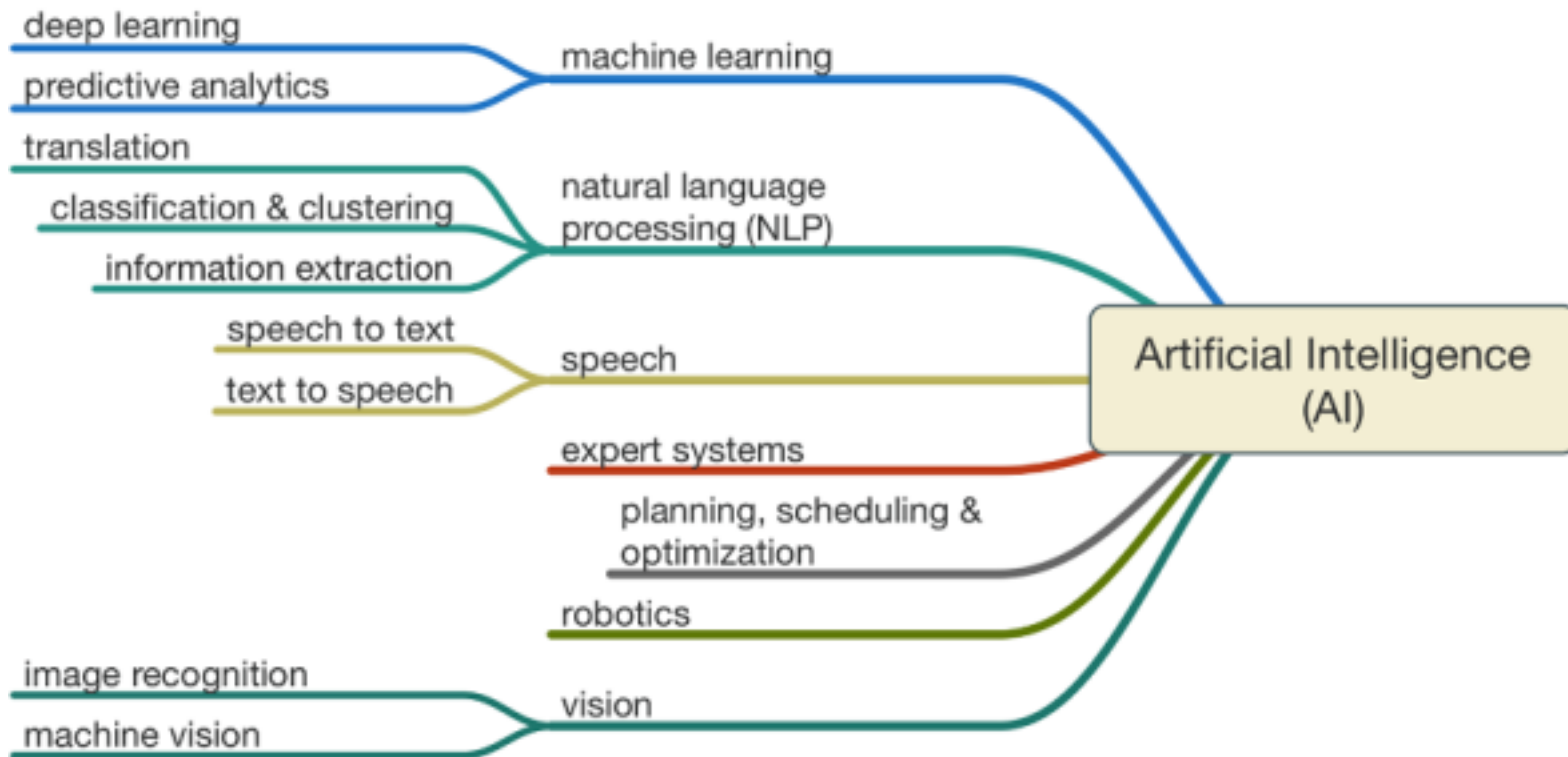 deep learning
predictive analytics
machine learning
translation
classification & clustering
information extraction
natural language
processing (NLP)
speech to text
text to speech
speech
expert systems
planning, scheduling &
optimization
robotics
image recognition
machine vision
vision
Artificial Intelligence
(AI)